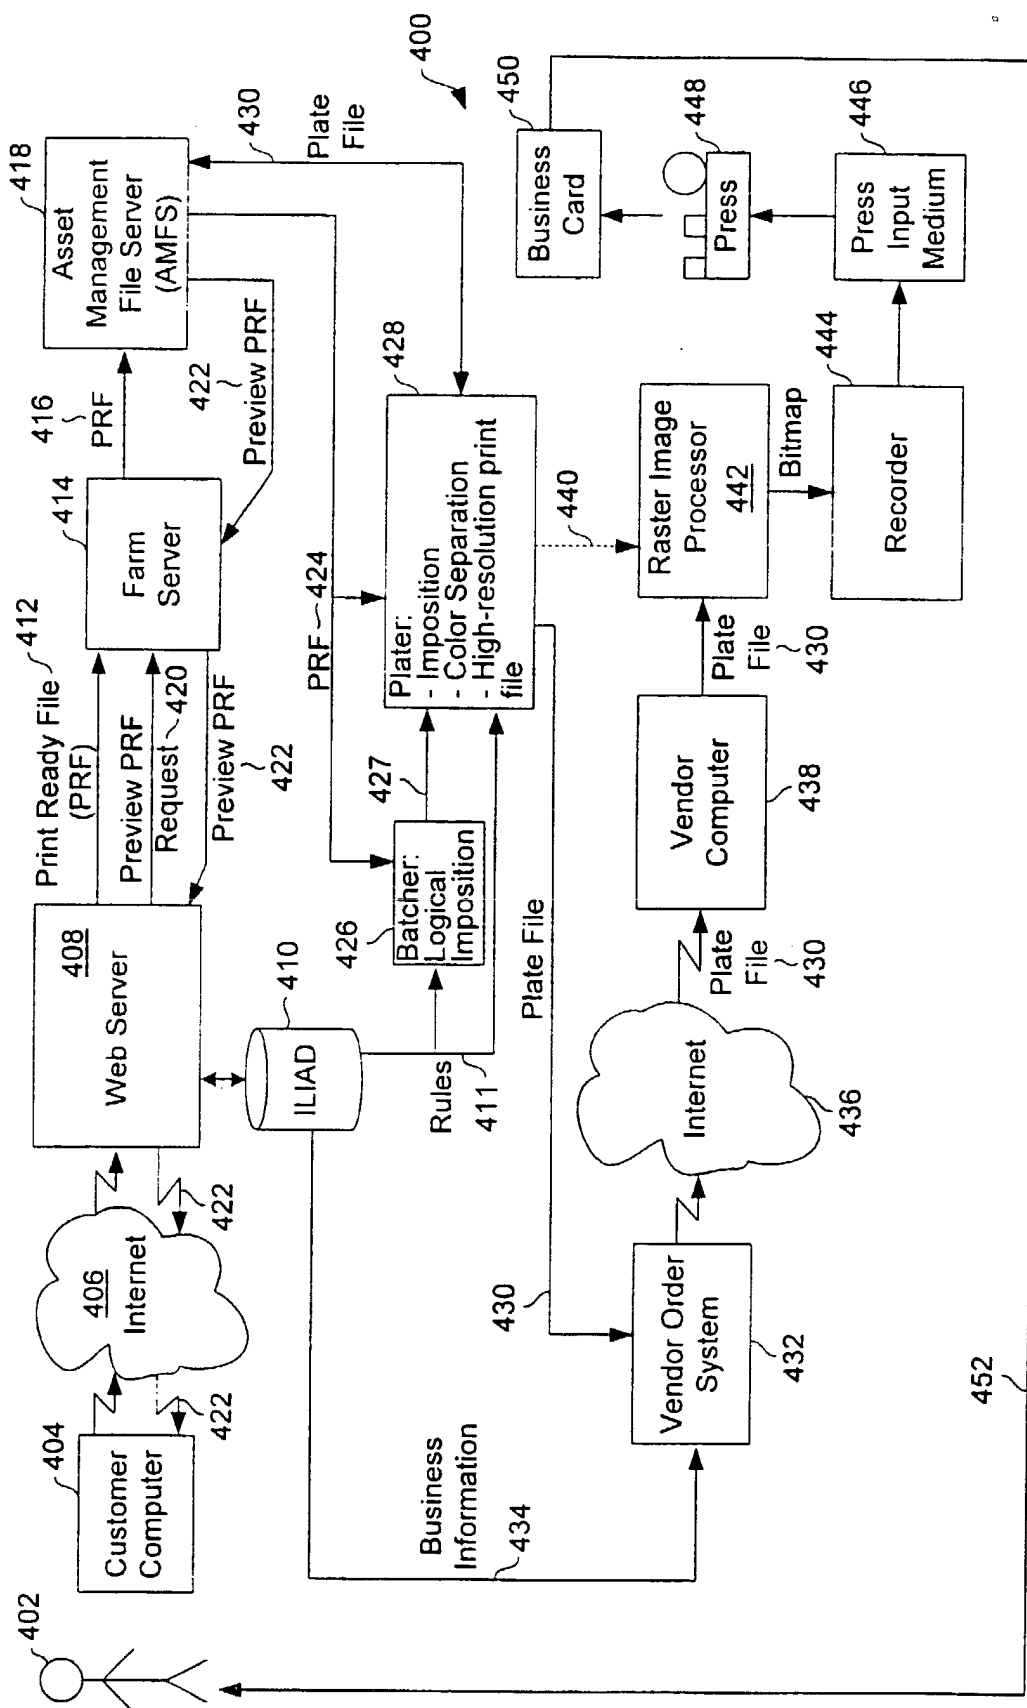 402
404
Customer
Computer
422
406
Internet
422
408
Web Server
Print Ready File
(PRF)
412
Preview PRF
Request
420
Preview PRF
422
414
Farm
Server
416
PRF
422
Preview PRF
418
Asset
Management
File Server
(AMFS)
430
Plate
File
400
410
ILIAD
Rules
411
426
Batcher:
Logical
Imposition
427
PRF
424
428
Plater:
- Imposition
- Color Separation
- High-resolution print
file
440
Plate File
430
Business
Information
434
Vendor Order
System
432
Internet
436
Plate
File
430
Vendor
Computer
438
Plate
File
430
Raster Image
Processor
442
Bitmap
444
Recorder
446
Press
Input
Medium
448
Press
450
Business
Card
452